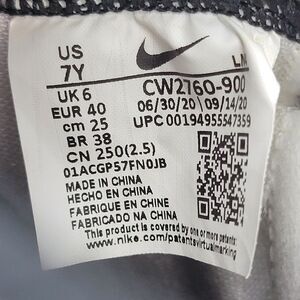 US
7Y
LM
UK 6
EUR 40
cm 25
BR 38
CN 250(2.5)
CW2760-900
06/30/20 09/14/20
UPC 00194955547359
01ACGP57FN0JB
MADE IN CHINA
HECHO EN CHINA
FABRIQUE EN CHINE
FABRICADO NA CHINA
This product is covered by one or more patents:
www.nike.com/patentsvirtualmarking